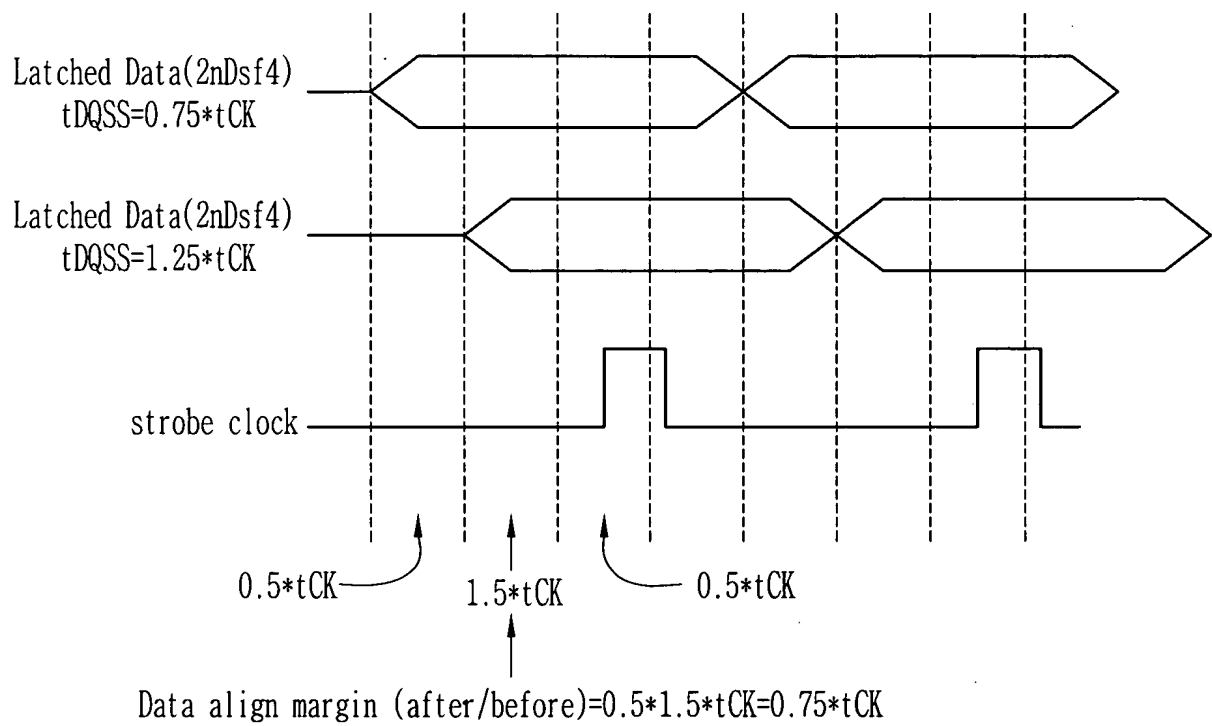 Latched Data(2nDsf4)
tDQSS=0.75*tCK
Latched Data(2nDsf4)
tDQSS=1.25*tCK
strobe clock
0.5*tCK
1.5*tCK
0.5*tCK
Data align margin (after/before)=0.5*1.5*tCK=0.75*tCK